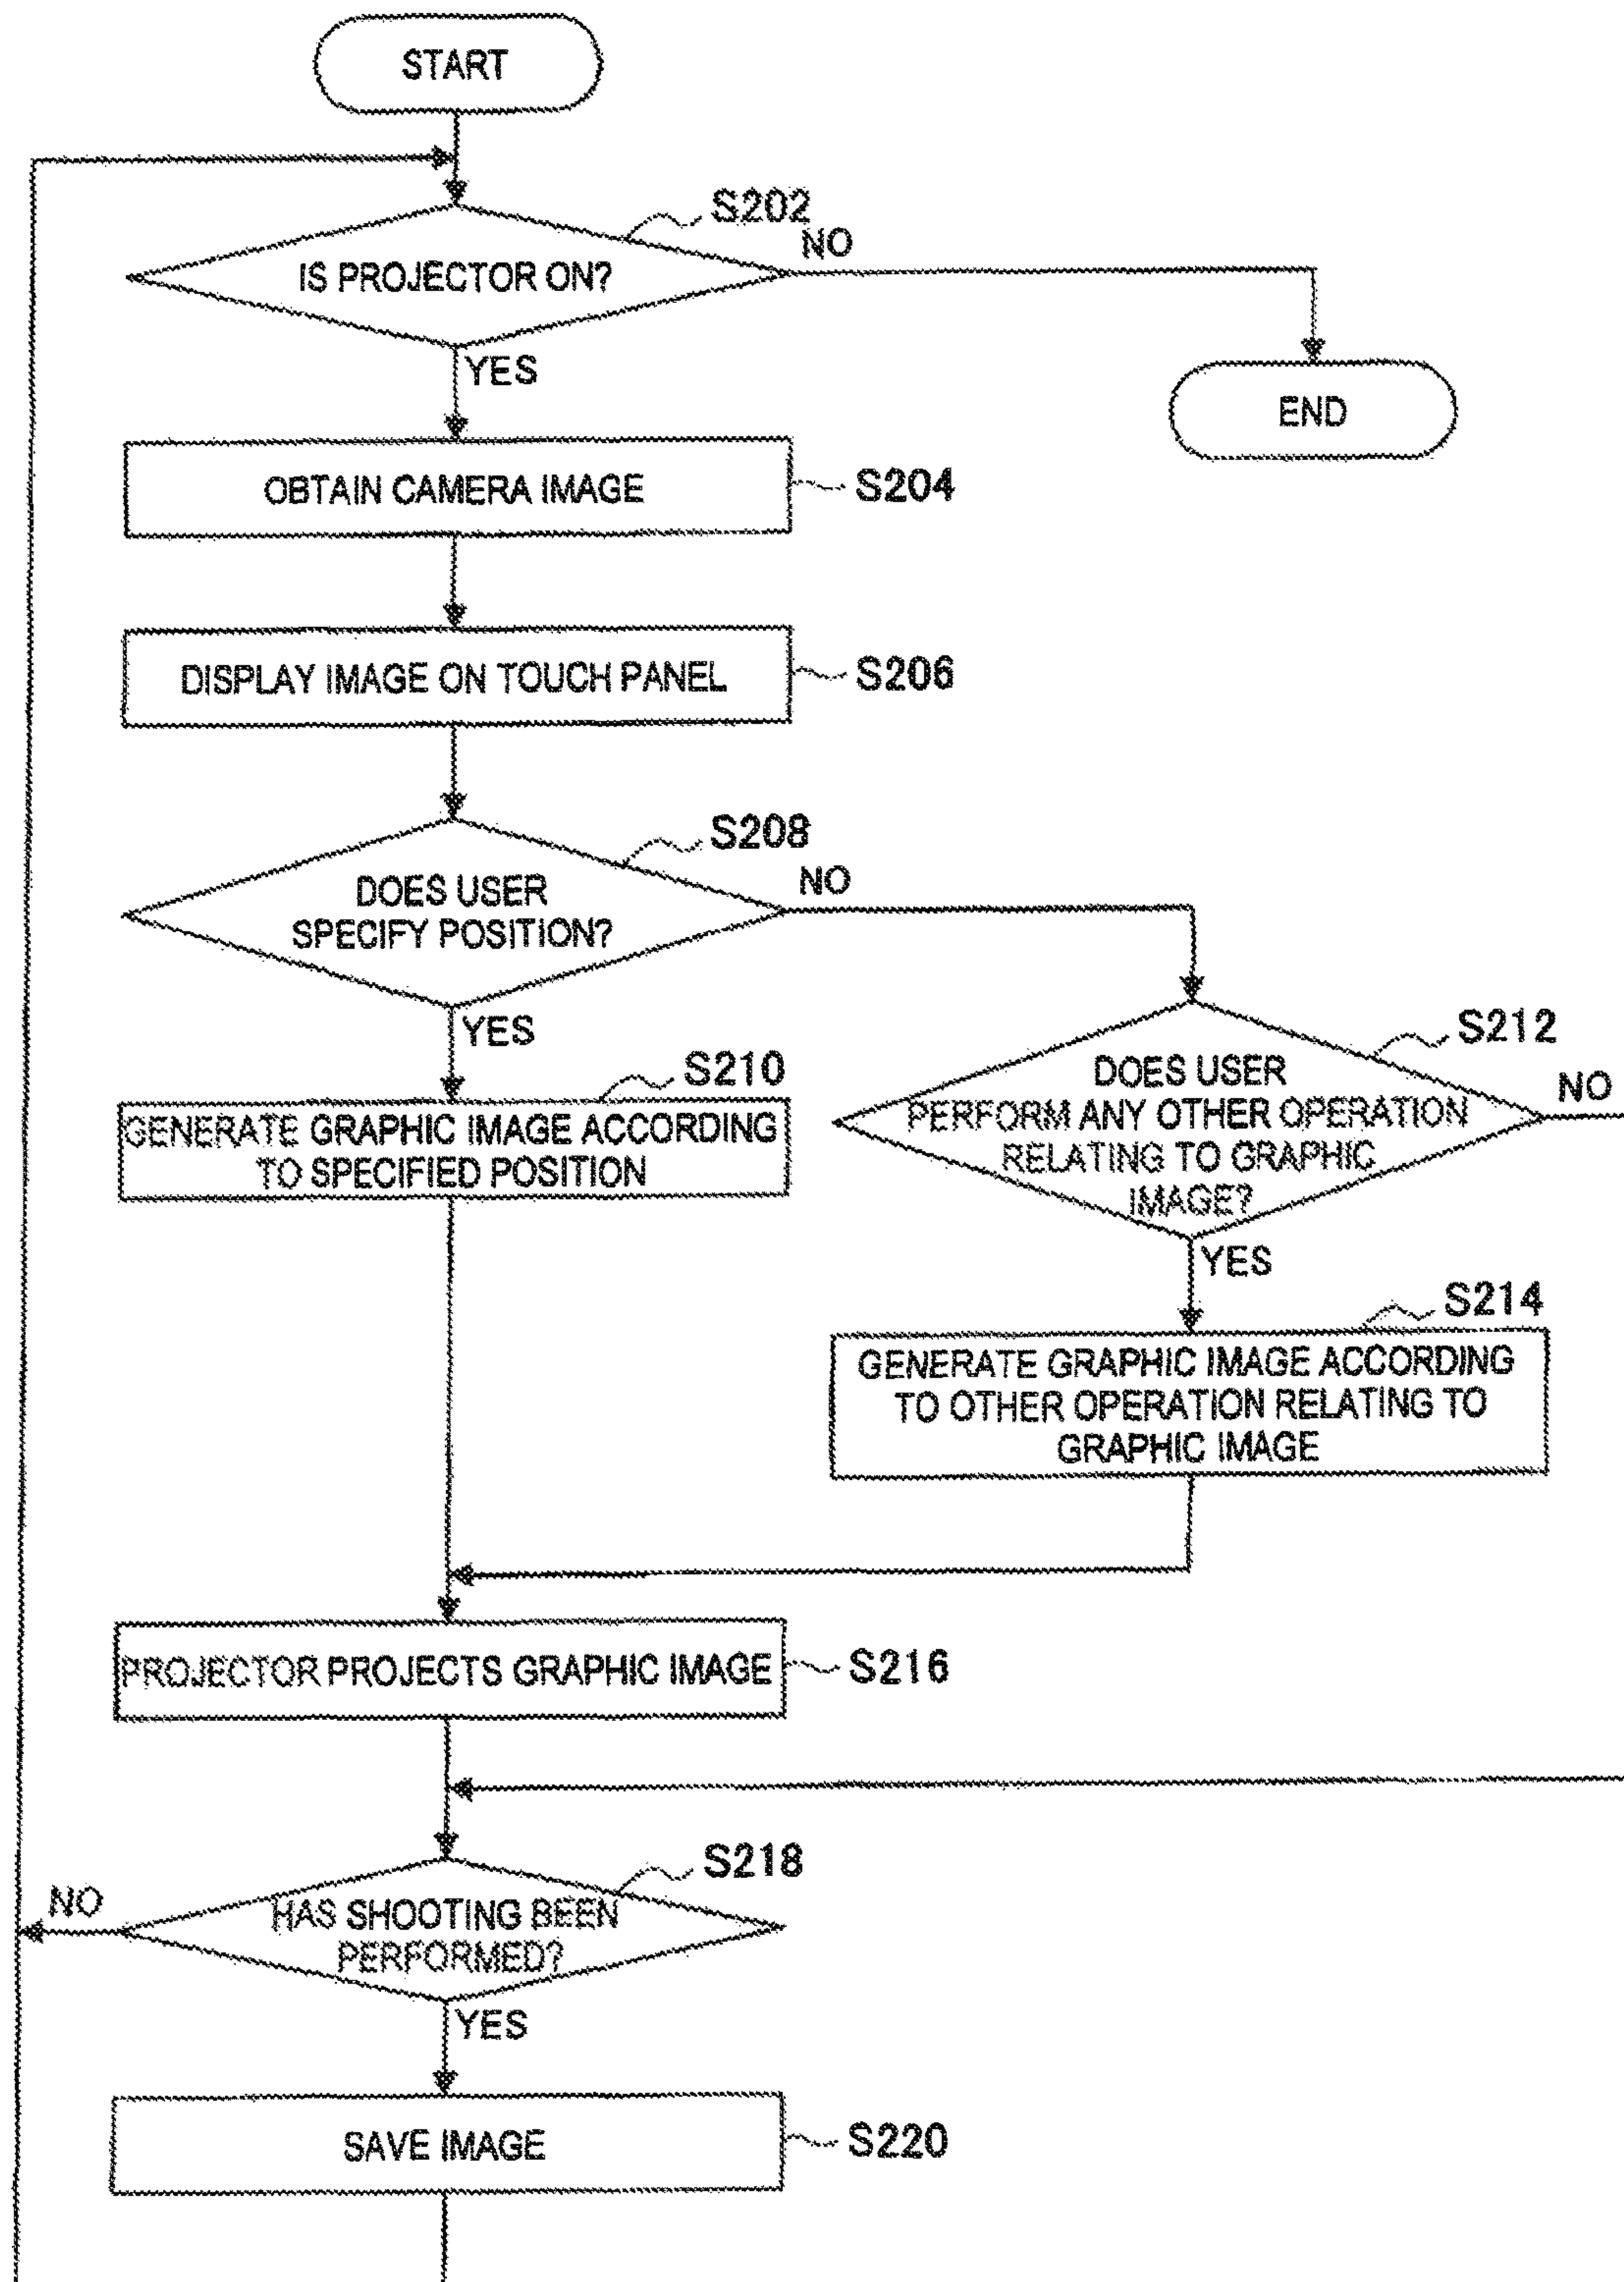 START
S202
NO
IS PROJECTOR ON?
YES
END
OBTAIN CAMERA IMAGE
S204
DISPLAY IMAGE ON TOUCH PANEL
S206
S208
NO
DOES USER
SPECIFY POSITION?
YES
S210
GENERATE GRAPHIC IMAGE ACCORDING
TO SPECIFIED POSITION
S212
NO
DOES USER
PERFORM ANY OTHER OPERATION
RELATING TO GRAPHIC
IMAGE?
YES
S214
GENERATE GRAPHIC IMAGE ACCORDING
TO OTHER OPERATION RELATING TO
GRAPHIC IMAGE
PROJECTOR PROJECTS GRAPHIC IMAGE
S216
S218
NO
HAS SHOOTING BEEN
PERFORMED?
YES
SAVE IMAGE
S220